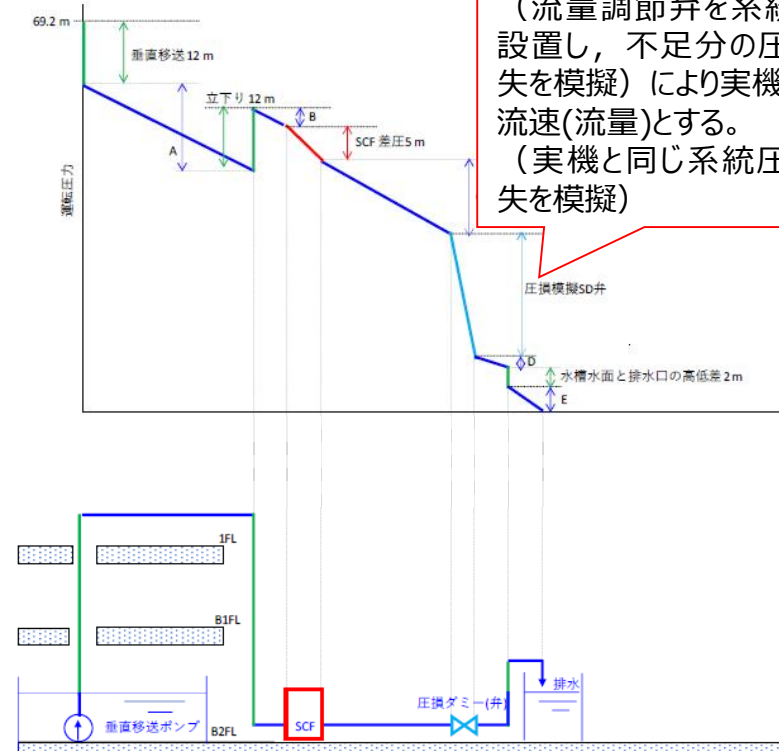 （流量調節弁を系統
設置し，不足分の圧
失を模擬）により実機
流速(流量)とする。
（実機と同じ系統圧
失を模擬）
69.2 m
垂直移送12 m
立下り 12 m
B
SCF 差圧5 m
A
運転圧力
圧損模擬SD弁
D
水槽水面と排水口の高低差2m
E
1FL
B1FL
排水
圧損ダミー(弁)
垂直移送ポンプ
B2FL
SCF